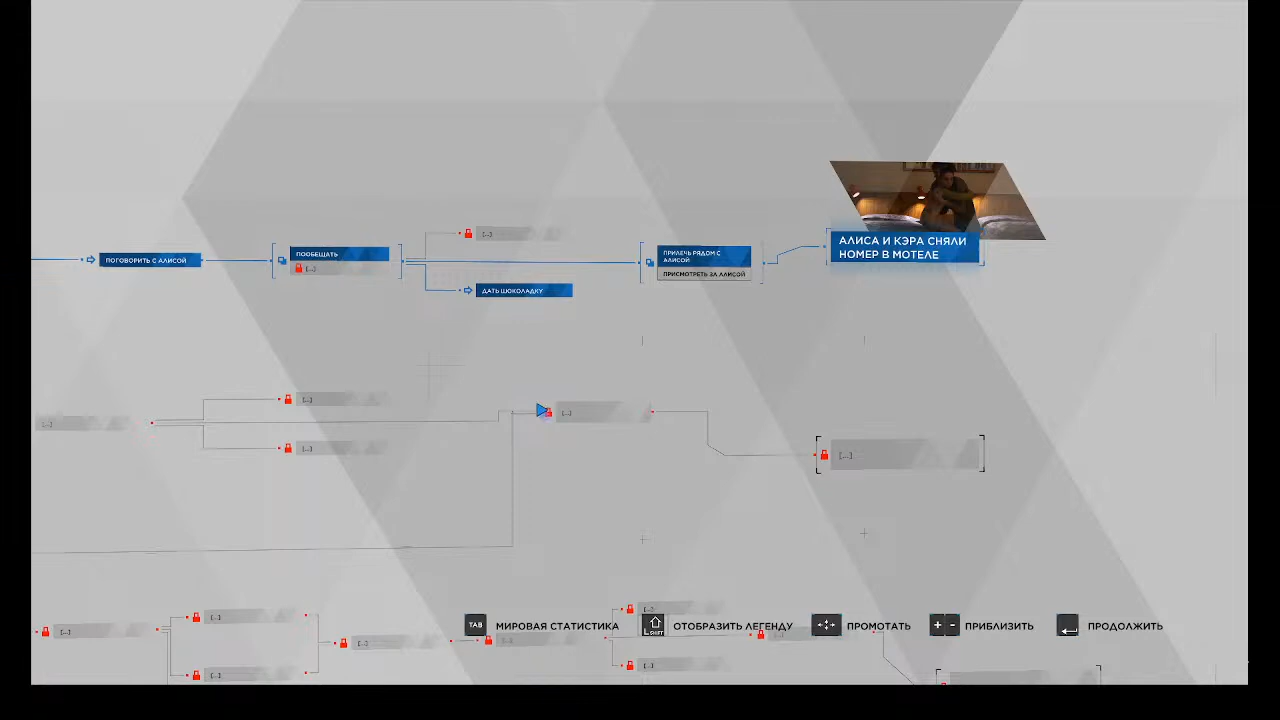 [...]
ПОГОВОРИТЬ С АЛИСОЙ
ПООБЕЩАТЬ
[...]
ДАТЬ ШОКОЛАДКУ
ПРИЛЕЧЬ РЯДОМ С
АЛИСОЙ
ПРИСМОТРЕТЬ ЗА АЛИСОЙ
АЛИСА И КЭРА СНЯЛИ
НОМЕР В МОТЕЛЕ
[...]
[...]
[...]
[...]
[...]
[...]
[...]
[...]
[...]
[...]
[...]
TAB
МИРОВАЯ СТАТИСТИКА
L SHIFT
ОТОБРАЗИТЬ ЛЕГЕНДУ
ПРОМОТАТЬ
+ -
ПРИБЛИЗИТЬ
ПРОДОЛЖИТЬ